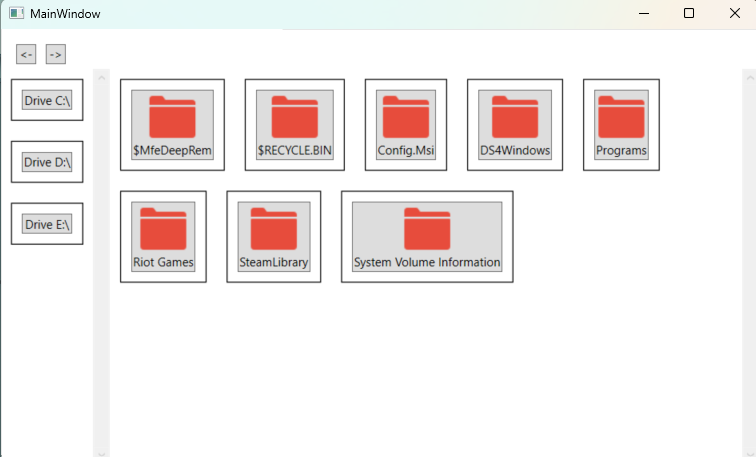 MainWindow
<- ->
Drive C:\
Drive D:\
Drive E:\
$MfeDeepRem $RECYCLE.BIN Config.Msi DS4Windows Programs
Riot Games SteamLibrary System Volume Information